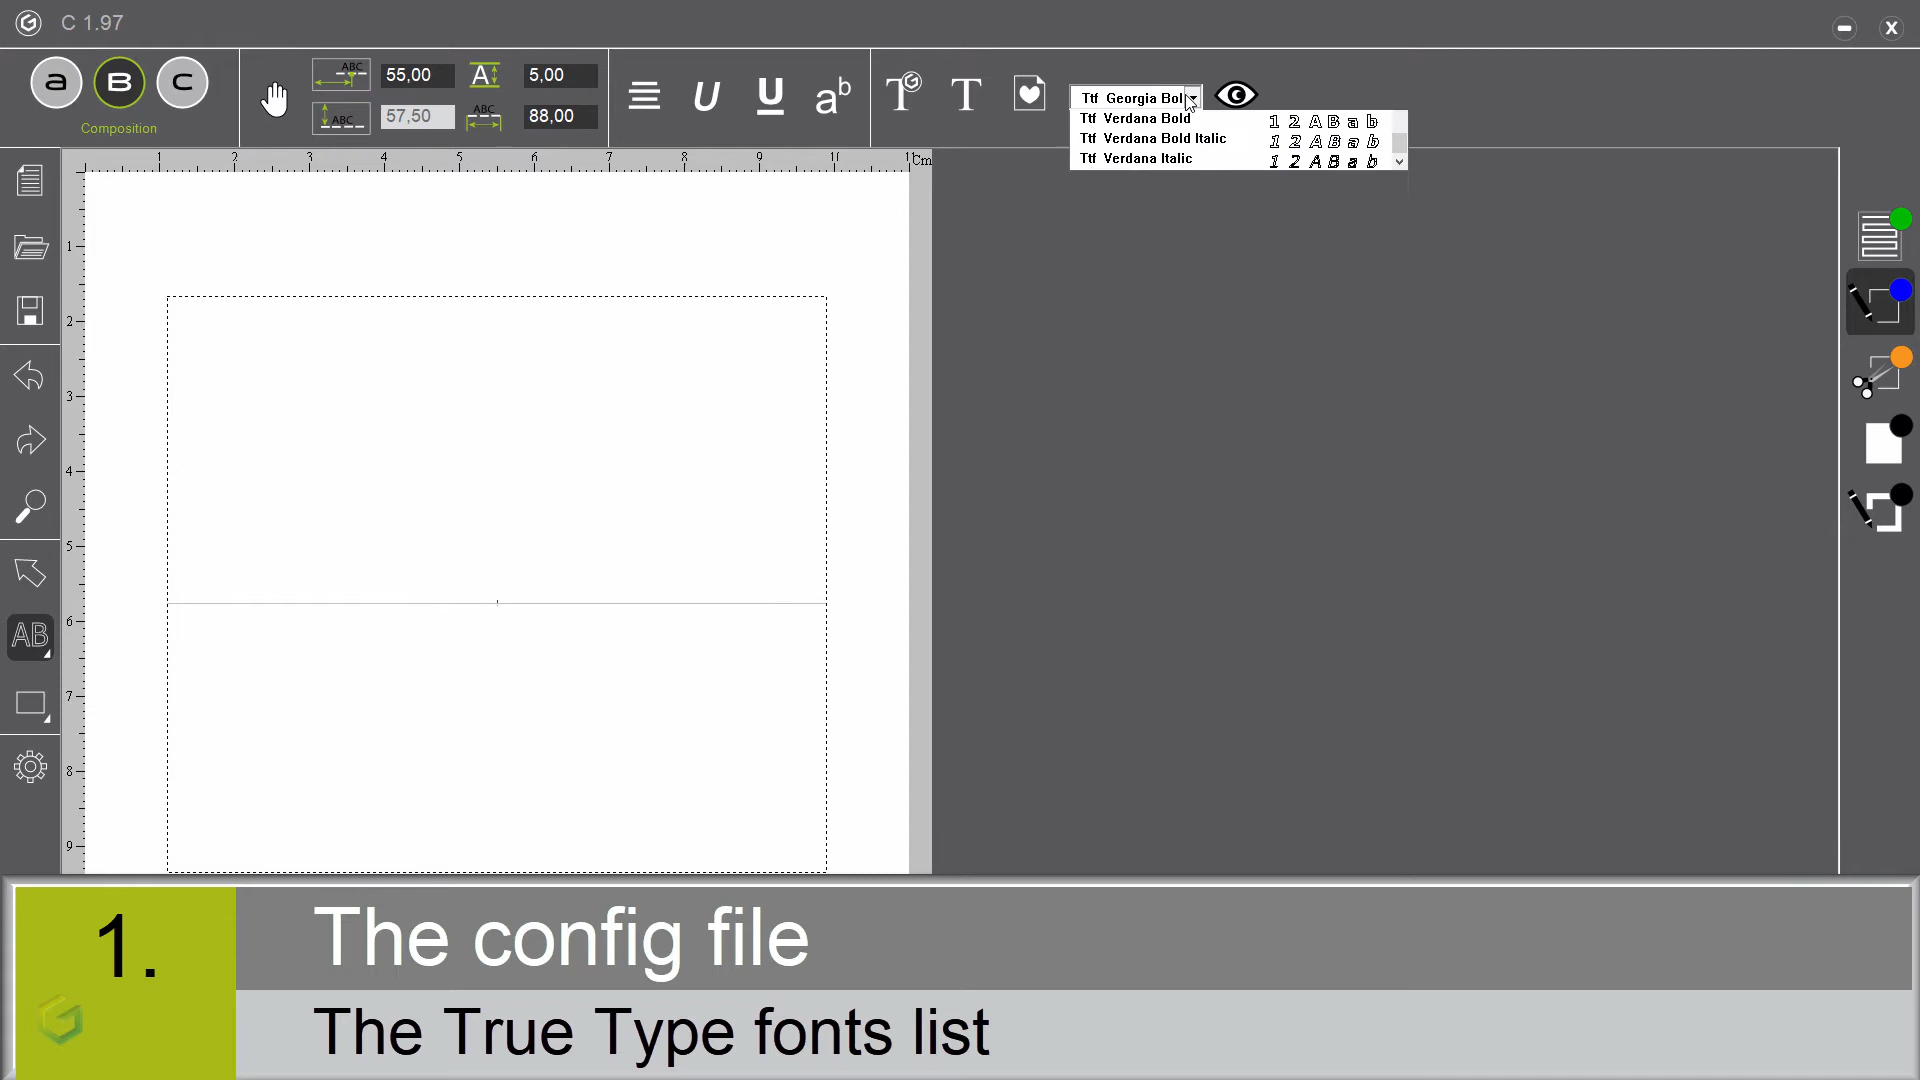 C 1.97
a B c
Composition
ABC 55,00 A 5,00
ABC 57,50 ABC 88,00
U U a b
T T
Ttf Georgia Bol
Ttf Verdana Bold 1 2 A B a b
Ttf Verdana Bold Italic 1 2 A B a b
Ttf Verdana Italic 1 2 A B a b
1 2 3 4 5 6 7 8 9 10 Cm
1
2
3
4
5
6
AB
7
8
9
1.
The config file
The True Type fonts list